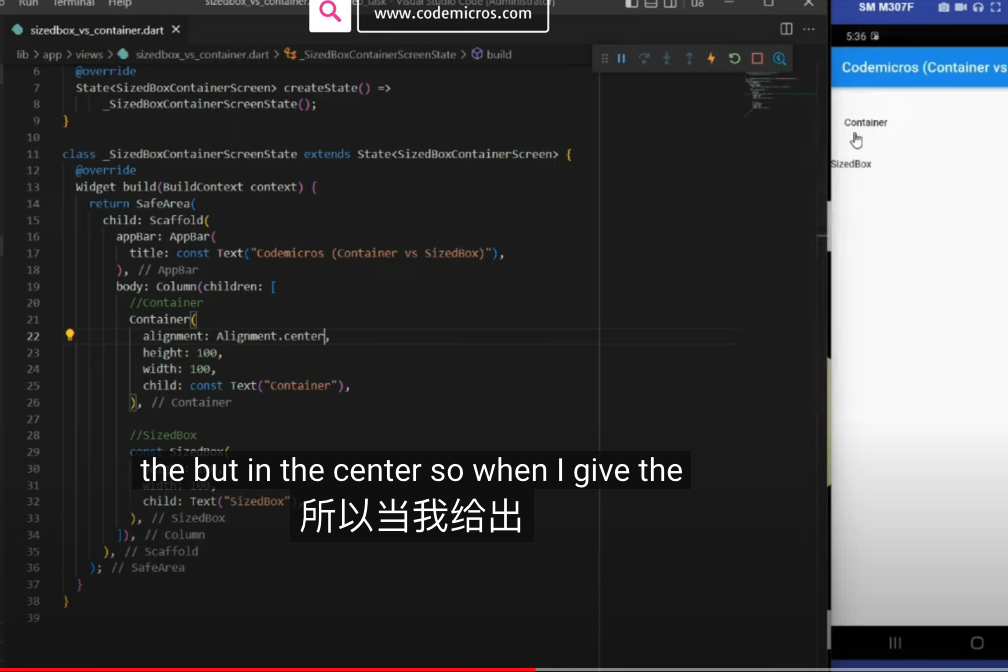 Run Terminal Help
www.codemicros.com
SM M307F
sizedbox_vs_container.dart
lib > app > views > sizedbox_vs_container.dart > _SizedBoxContainerScreenState > build
5:36
Codemicros (Container vs
Container
SizedBox
6 @override
7 State<SizedBoxContainerScreen> createState() =>
8 _SizedBoxContainerScreenState();
9 }
10
11 class _SizedBoxContainerScreenState extends State<SizedBoxContainerScreen> {
12 @override
13 Widget build(BuildContext context) {
14 return SafeArea(
15 child: Scaffold(
16 appBar: AppBar(
17 title: const Text("Codemicros (Container vs SizedBox)"),
18 ), // AppBar
19 body: Column(children: [
20 //Container
21 Container(
22 alignment: Alignment.center,
23 height: 100,
24 width: 100,
25 child: const Text("Container"),
26 ), // Container
27
28 //SizedBox
29 const SizedBox(
30
31
32 child: Text("SizedBox")
33 ), // SizedBox
34 ]), // Column
35 ), // Scaffold
36 ); // SafeArea
37 }
38 }
39
the but in the center so when I give the
所以当我给出